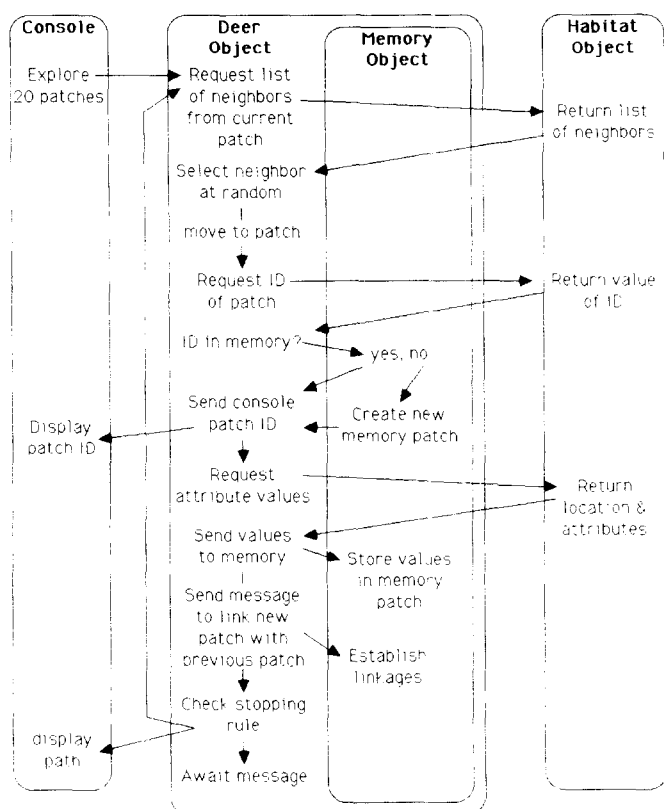 Console
Deer
Object
Memory
Object
Habitat
Object
Explore
20 patches
Request list
of neighbors
from current
patch
Return list
of neighbors
Select neighbor
at random
move to patch
Request ID
of patch
Return value
of ID
ID in memory?
yes, no
Send console
patch ID
Create new
memory patch
Display
patch ID
Request
attribute values
Return
location &
attributes
Send values
to memory
Store values
in memory
patch
Send message
to link new
patch with
previous patch
Establish
linkages
Check stopping
rule
display
path
Await message